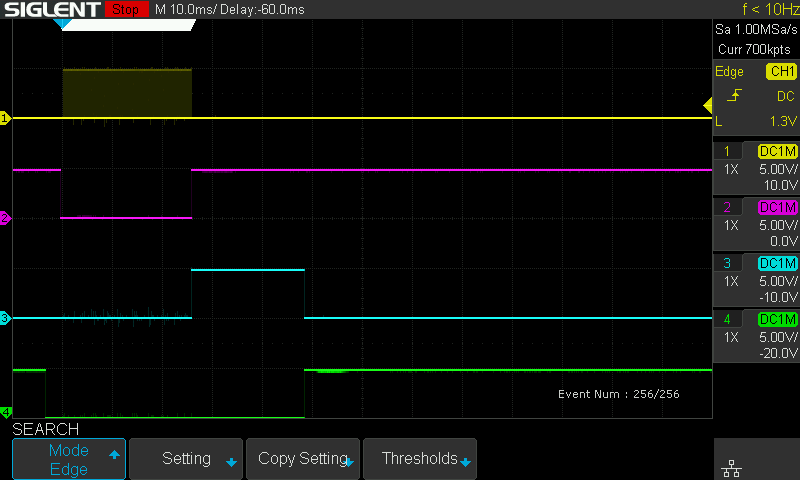 SIGLENT Stop M 10.0ms/ Delay:-60.0ms f < 10Hz
Sa 1.00MSa/s
Curr 700kpts
Edge CH1
DC
L 1.3V
1 DC1M
1X 5.00V/
10.0V
2 DC1M
1X 5.00V/
0.0V
3 DC1M
1X 5.00V/
-10.0V
4 DC1M
1X 5.00V/
-20.0V
1
2
3
4
Event Num : 256/256
SEARCH
Mode
Edge
Setting
Copy Setting
Thresholds